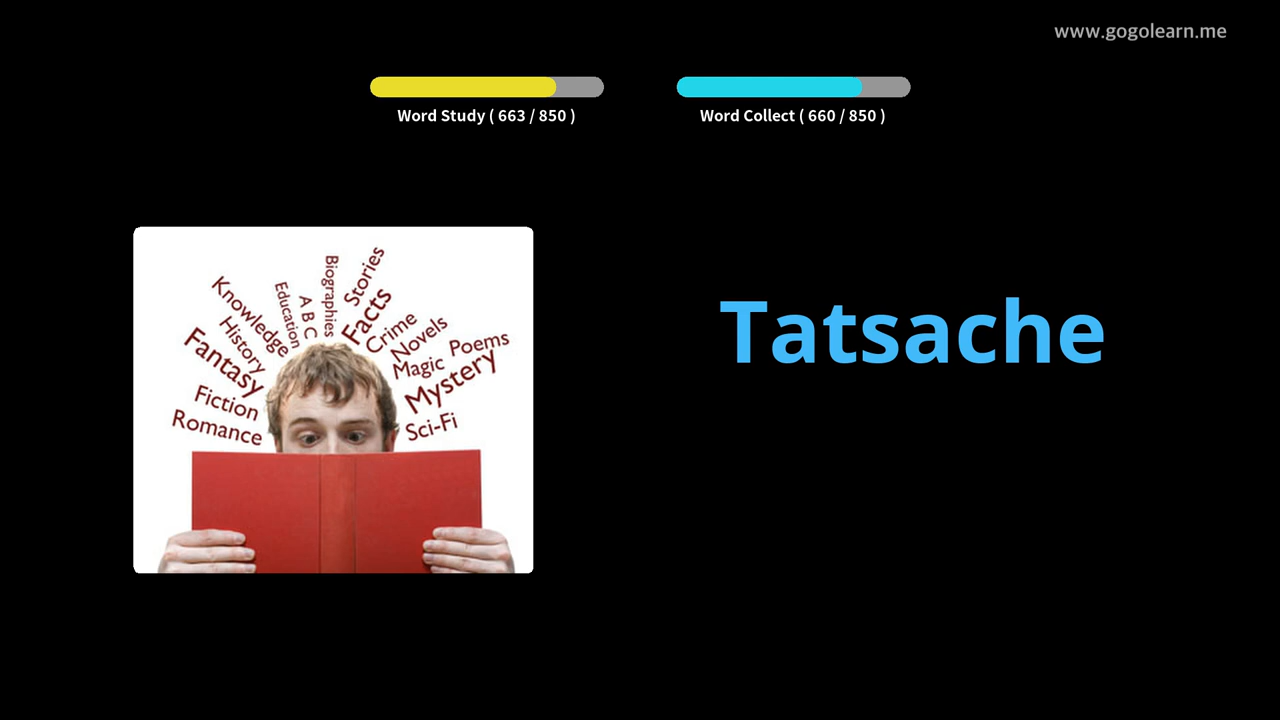 www.gogolearn.me
Word Study ( 663 / 850 )
Word Collect ( 660 / 850 )
Romance
Fiction
Fantasy
History
Knowledge
Education
A B C
Biographies
Stories
Facts
Crime
Novels
Magic
Poems
Mystery
Sci-Fi
Tatsache